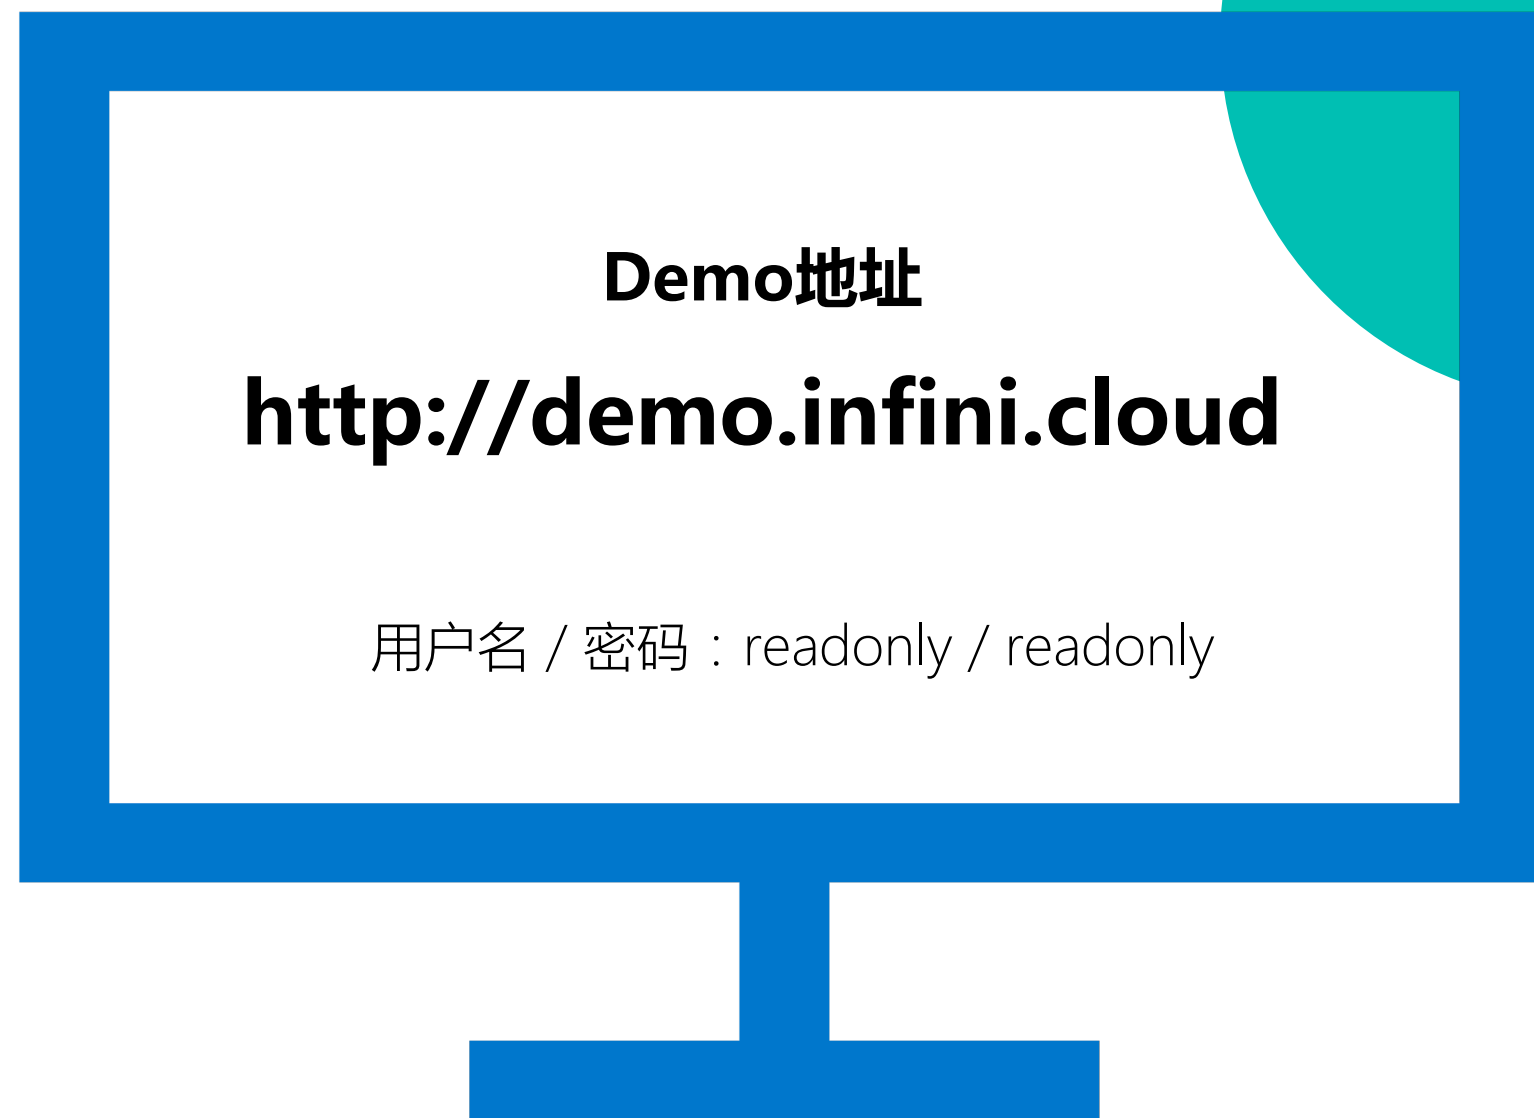 Demo地址
http://demo.infini.cloud
用户名 / 密码：readonly / readonly